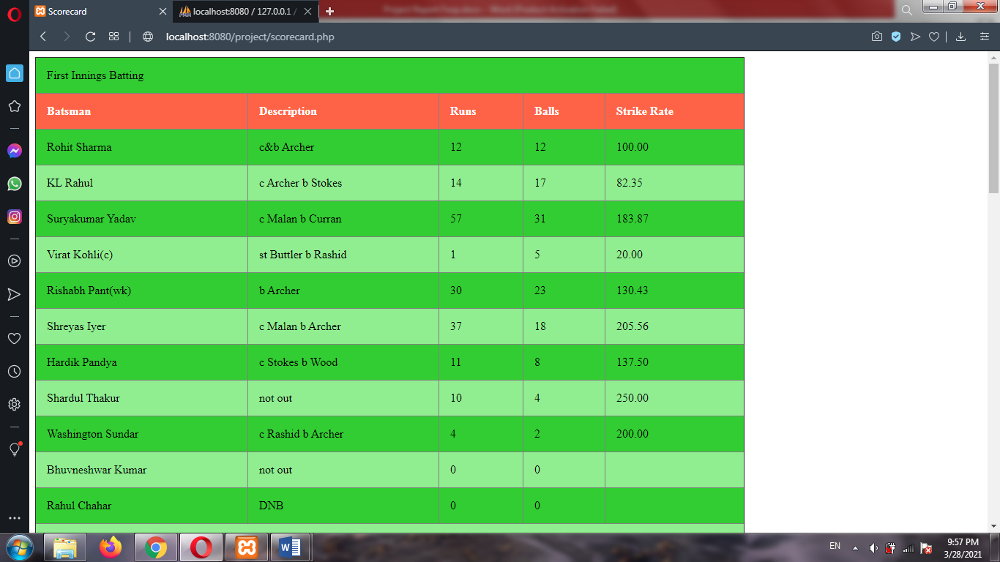 Scorecard
localhost:8080 / 127.0.0.1 /
localhost:8080/project/scorecard.php
First Innings Batting
Batsman Description Runs Balls Strike Rate
Rohit Sharma c&b Archer 12 12 100.00
KL Rahul c Archer b Stokes 14 17 82.35
Suryakumar Yadav c Malan b Curran 57 31 183.87
Virat Kohli(c) st Buttler b Rashid 1 5 20.00
Rishabh Pant(wk) b Archer 30 23 130.43
Shreyas Iyer c Malan b Archer 37 18 205.56
Hardik Pandya c Stokes b Wood 11 8 137.50
Shardul Thakur not out 10 4 250.00
Washington Sundar c Rashid b Archer 4 2 200.00
Bhuvneshwar Kumar not out 0 0
Rahul Chahar DNB 0 0
EN
9:57 PM
3/28/2021